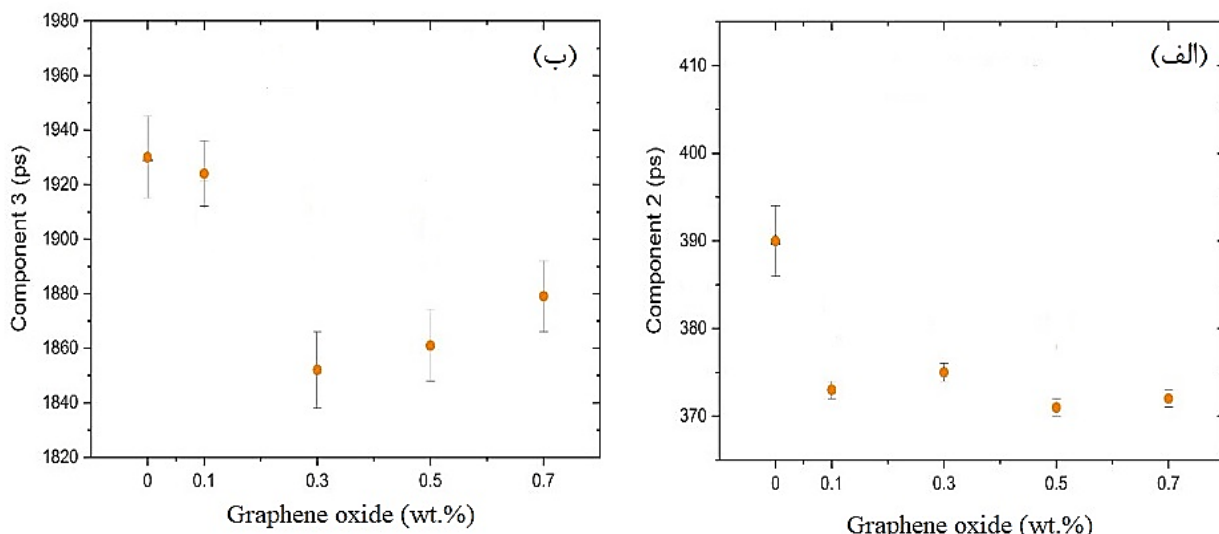 (ب)
Component 3 (ps)
1980
1960
1940
1920
1900
1880
1860
1840
1820
0 0.1 0.3 0.5 0.7
Graphene oxide (wt.%)
(الف)
Component 2 (ps)
410
400
390
380
370
0 0.1 0.3 0.5 0.7
Graphene oxide (wt.%)